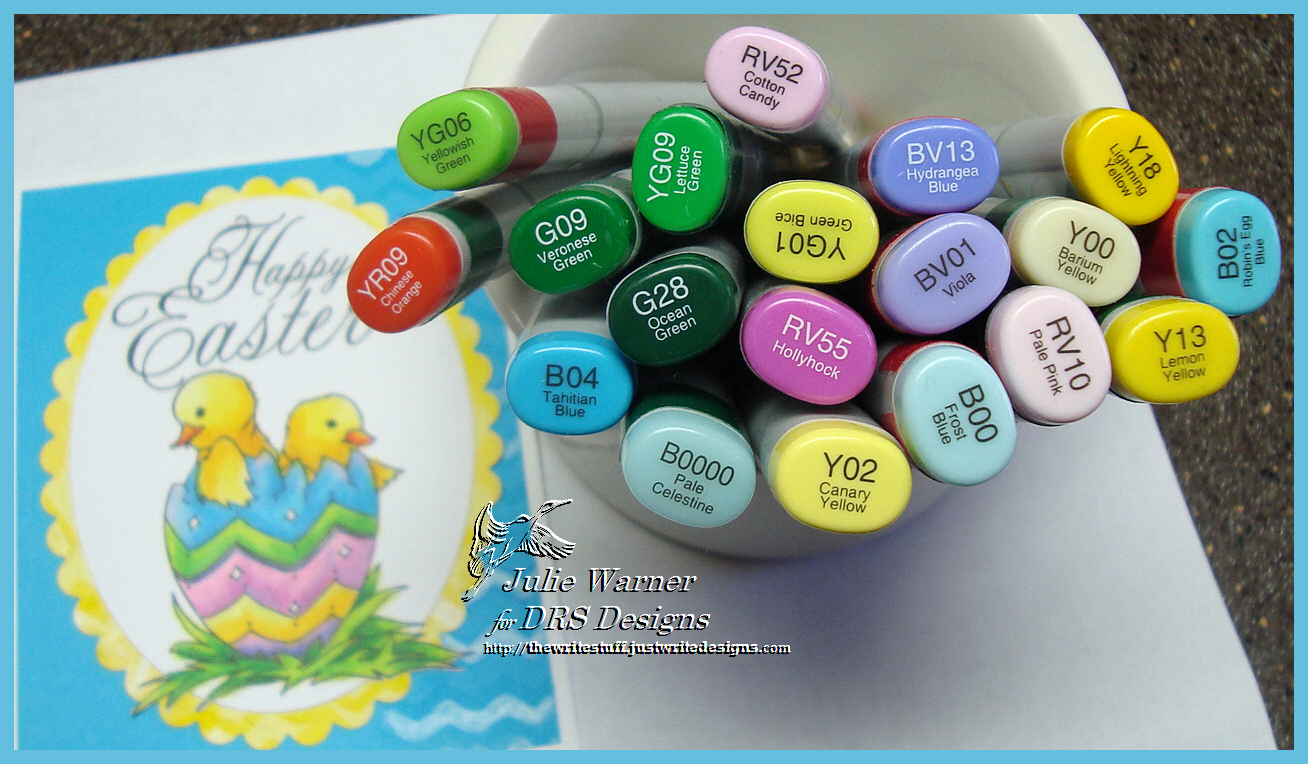 RV52
Cotton
Candy
YG06
Yellowish
Green
YG09
Lettuce
Green
BV13
Hydrangea
Blue
Y18
Lightning
Yellow
YR09
Chinese
Orange
G09
Veronese
Green
YG01
Green Bice
BV01
Viola
Y00
Barium
Yellow
B02
Robin's Egg
Blue
G28
Ocean
Green
RV55
Hollyhock
RV10
Pale Pink
Y13
Lemon
Yellow
B04
Tahitian
Blue
B0000
Pale
Celestine
Y02
Canary
Yellow
B00
Frost
Blue
Happy
Easter
Julie Warner
for DRS Designs
http://thewritestuff.justwritedesigns.com